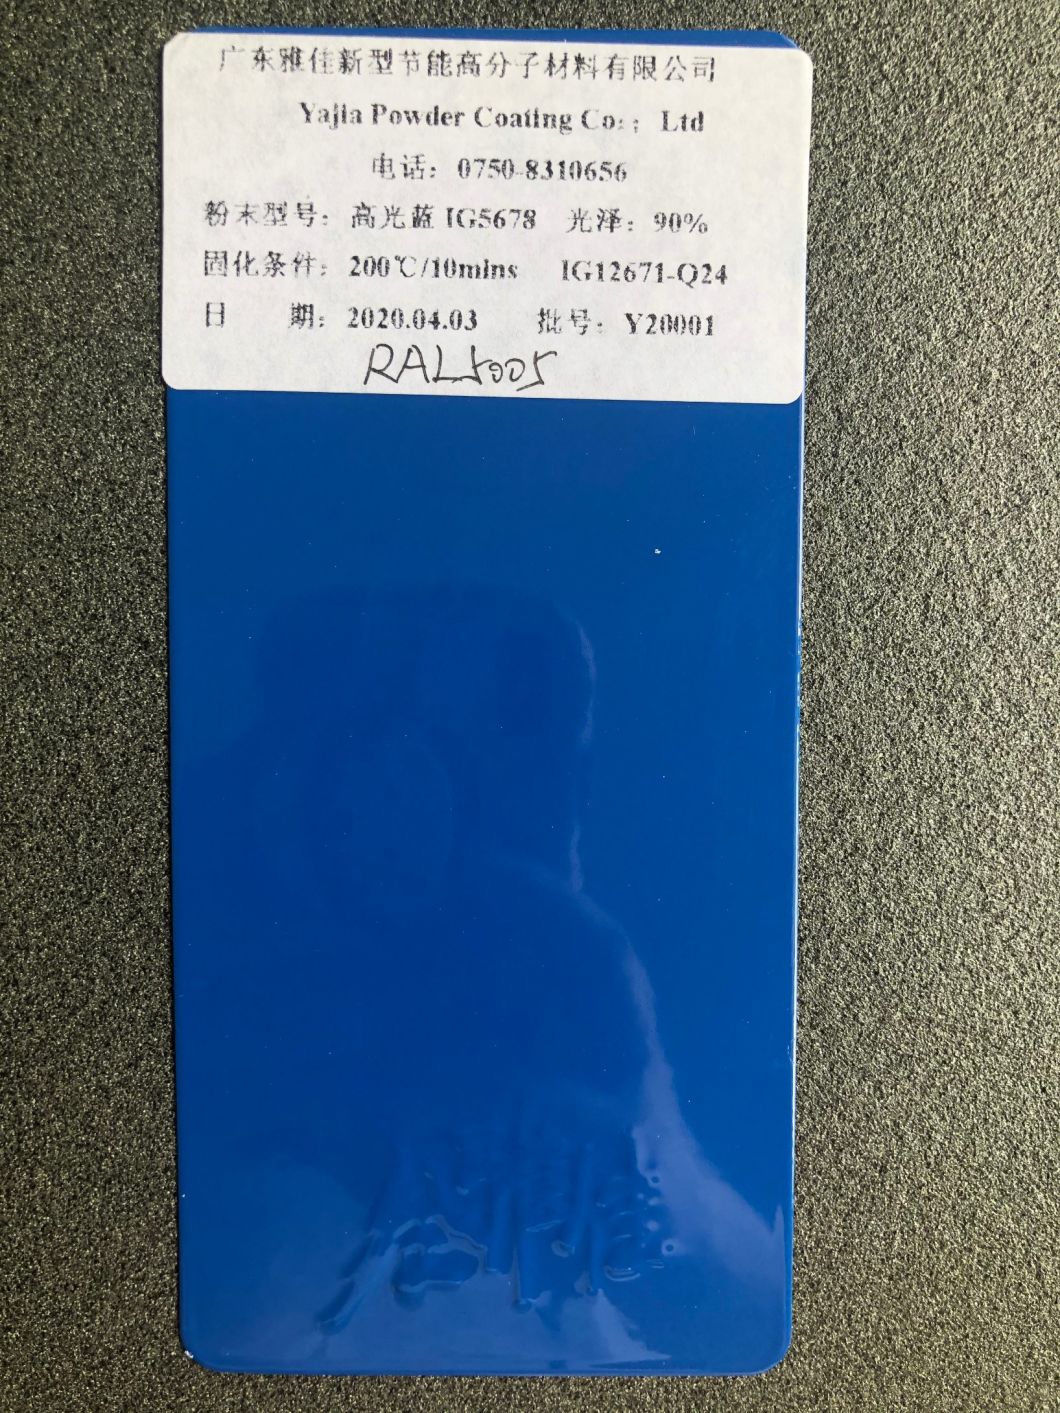 广东雅佳新型节能高分子材料有限公司
Yajia Powder Coating Co.; Ltd
电话：0750-8310656
粉末型号：高光蓝 IG5678 光泽：90%
固化条件：200℃/10mins IG12671-Q24
日 期：2020.04.03 批号：Y20001
RAL5005